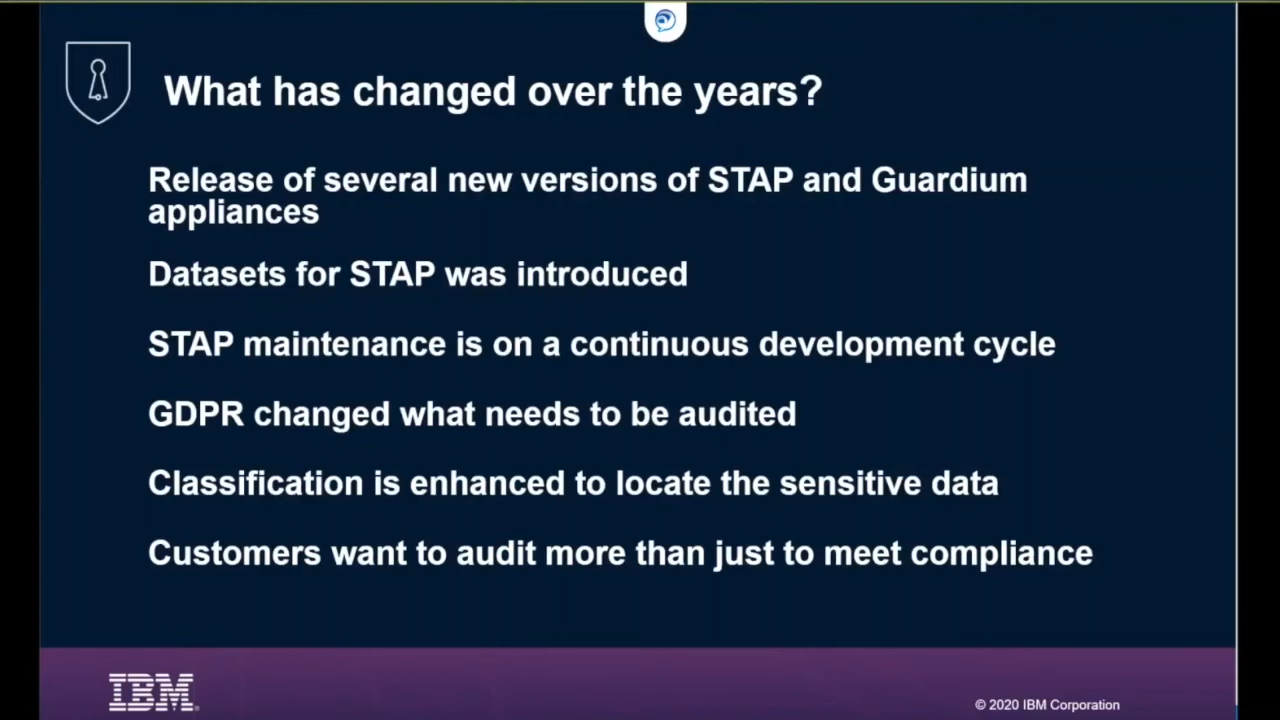 What has changed over the years?
Release of several new versions of STAP and Guardium
appliances
Datasets for STAP was introduced
STAP maintenance is on a continuous development cycle
GDPR changed what needs to be audited
Classification is enhanced to locate the sensitive data
Customers want to audit more than just to meet compliance
IBM
© 2020 IBM Corporation